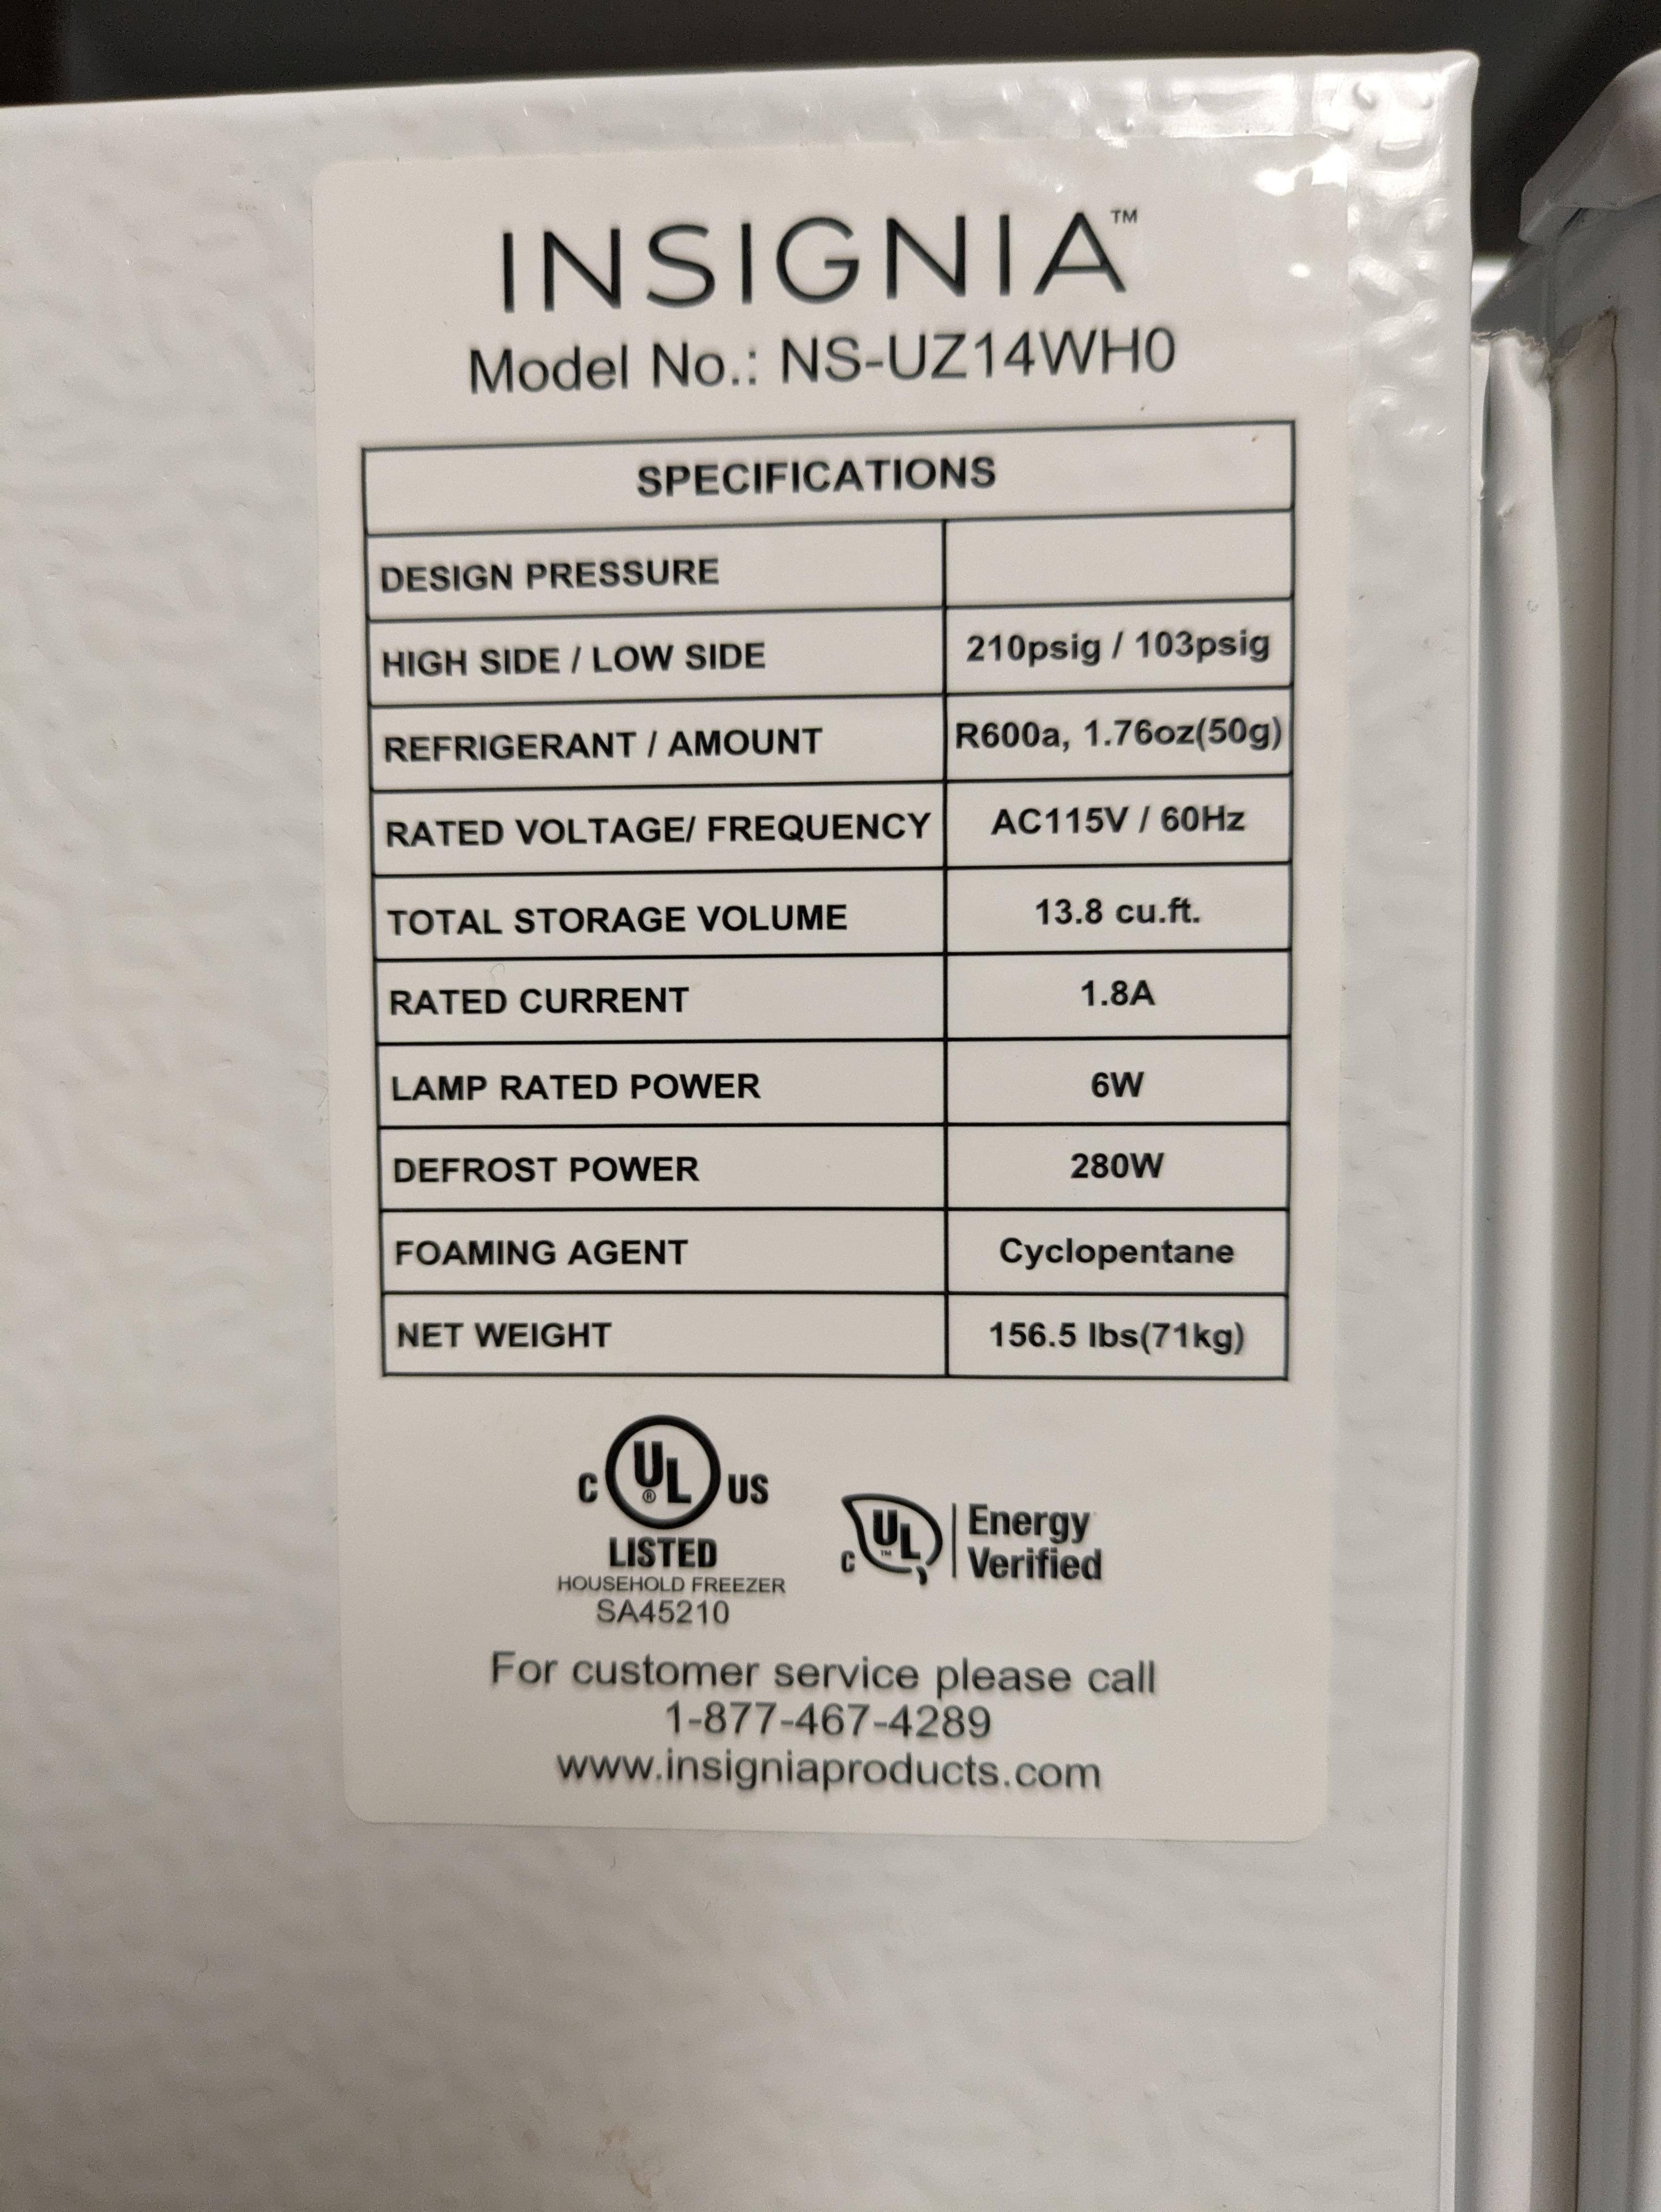 INSIGNIA™
Model No.: NS-UZ14WH0
SPECIFICATIONS
DESIGN PRESSURE
HIGH SIDE / LOW SIDE 210psig / 103psig
REFRIGERANT / AMOUNT R600a, 1.76oz(50g)
RATED VOLTAGE/ FREQUENCY AC115V / 60Hz
TOTAL STORAGE VOLUME 13.8 cu.ft.
RATED CURRENT 1.8A
LAMP RATED POWER 6W
DEFROST POWER 280W
FOAMING AGENT Cyclopentane
NET WEIGHT 156.5 lbs(71kg)
C UL® US
LISTED
HOUSEHOLD FREEZER
SA45210
C UL™
Energy
Verified
For customer service please call
1-877-467-4289
www.insigniaproducts.com